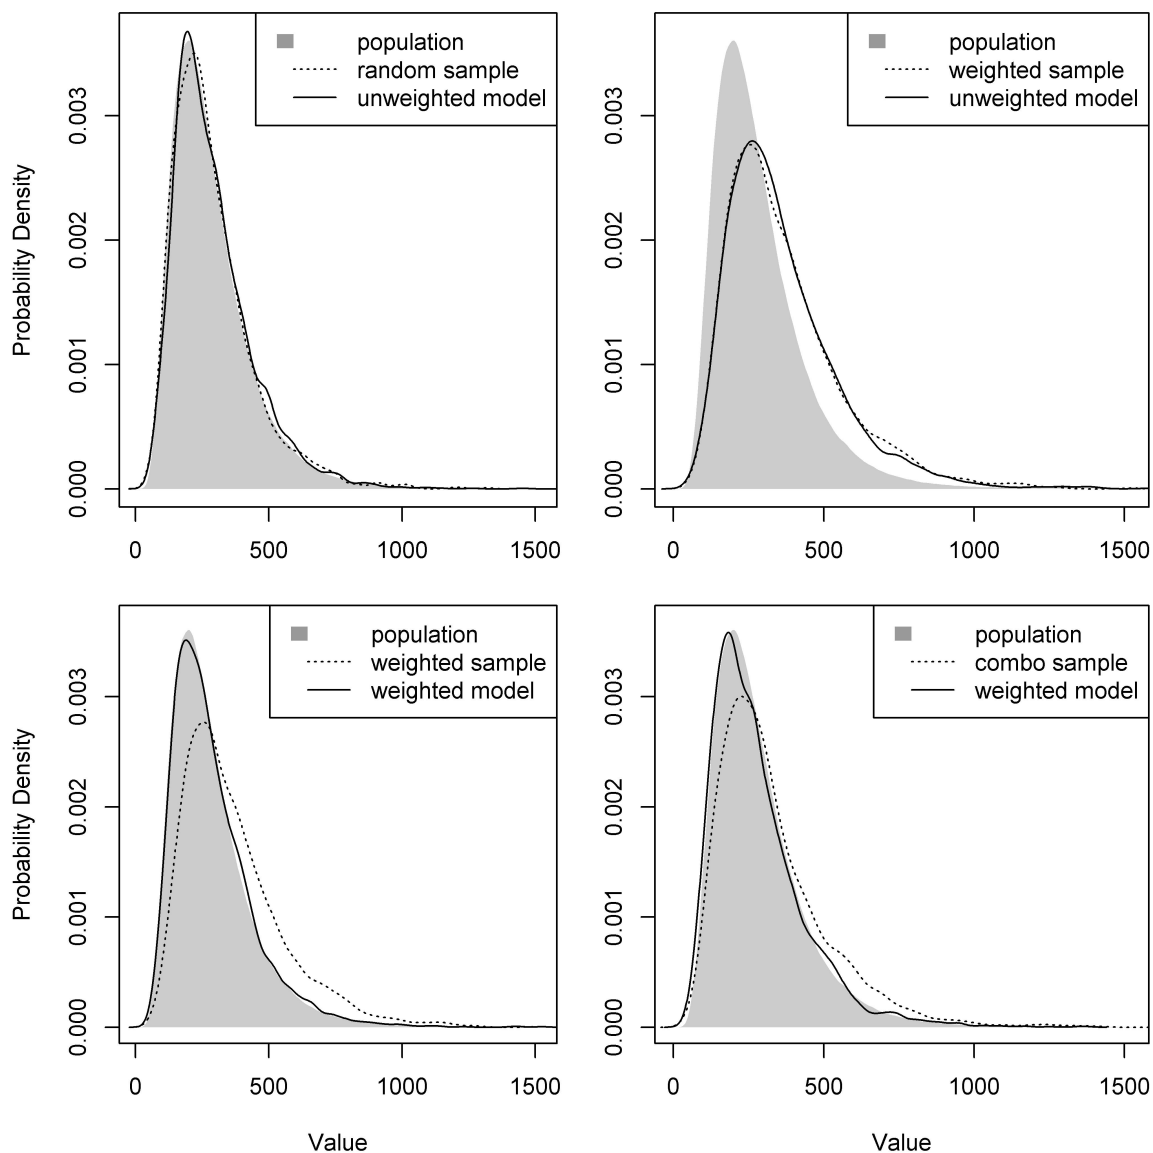 population
random sample
unweighted model
Probability Density
0.003
0.002
0.001
0.000
0 500 1000 1500
population
weighted sample
unweighted model
0.003
0.002
0.001
0.000
0 500 1000 1500
population
weighted sample
weighted model
Probability Density
0.003
0.002
0.001
0.000
0 500 1000 1500
Value
population
combo sample
weighted model
0.003
0.002
0.001
0.000
0 500 1000 1500
Value